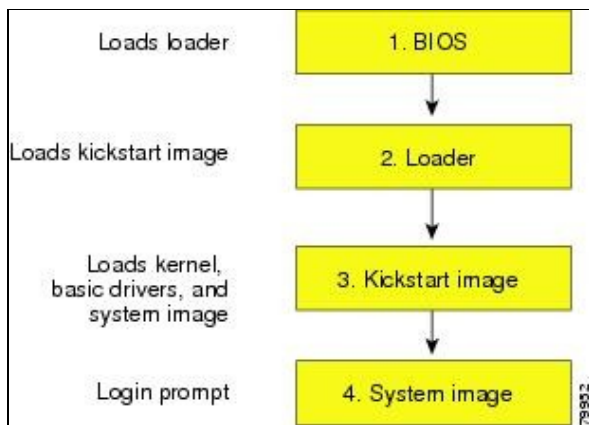 Loads loader
1. BIOS
Loads kickstart image
2. Loader
Loads kernel,
basic drivers, and
system image
3. Kickstart image
Login prompt
4. System image
79952